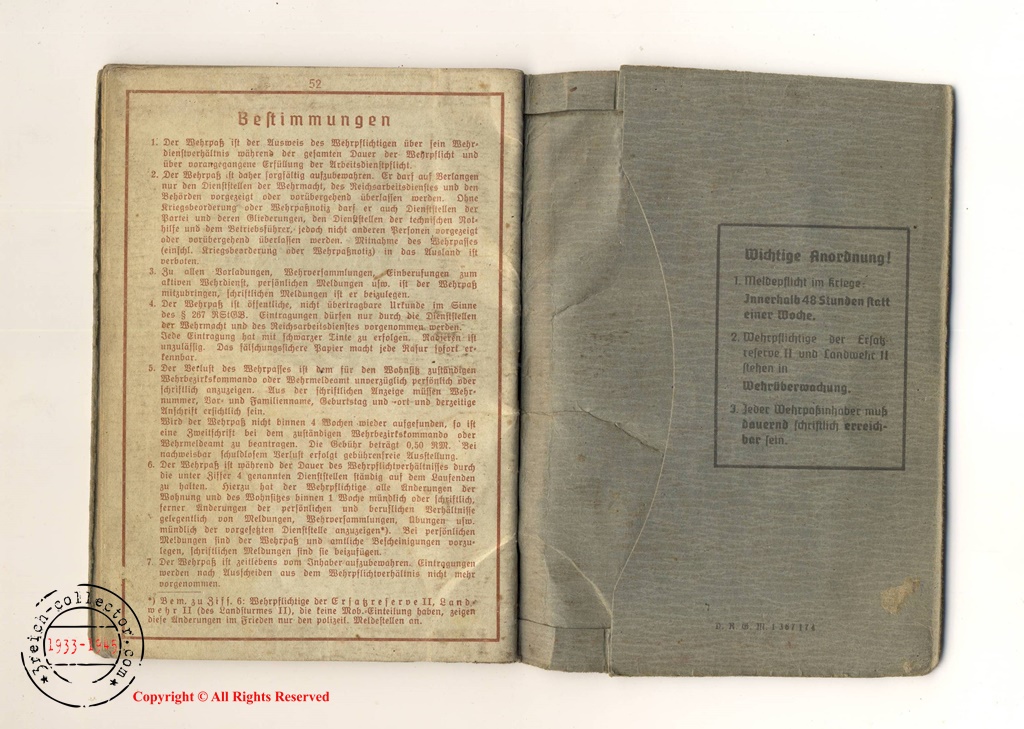 52
Bestimmungen
1. Der Wehrpaß ist der Ausweis des Wehrpflichtigen über sein Wehr-
dienstverhältnis während der gesamten Dauer der Wehrpflicht und
über vorangegangene Erfüllung der Arbeitsdienstpflicht.
2. Der Wehrpaß ist daher sorgfältig aufzubewahren. Er darf auf Verlangen
nur den Dienststellen der Wehrmacht, des Reichsarbeitsdienstes und den
Behörden vorgezeigt oder vorübergehend überlassen werden. Ohne
Kriegsbeorderung oder Wehrpaßnotiz darf er auch Dienststellen der
Partei und deren Gliederungen, den Dienststellen der technischen Not-
hilfe und dem Betriebsführer, jedoch nicht anderen Personen vorgezeigt
oder vorübergehend überlassen werden. Mitnahme des Wehrpasses
(einschl. Kriegsbeorderung oder Wehrpaßnotiz) in das Ausland ist
verboten.
3. Zu allen Vorladungen, Wehrversammlungen, Einberufungen zum
aktiven Wehrdienst, persönlichen Meldungen usw. ist der Wehrpaß
mitzubringen, schriftlichen Meldungen ist er beizulegen.
4. Der Wehrpaß ist öffentliche, nicht übertragbare Urkunde im Sinne
des § 267 RStGB. Eintragungen dürfen nur durch die Dienststellen
der Wehrmacht und des Reichsarbeitsdienstes vorgenommen werden.
Jede Eintragung hat mit schwarzer Tinte zu erfolgen. Radieren ist
unzulässig. Das fälschungssichere Papier macht jede Rasur sofort er-
kennbar.
5. Der Verlust des Wehrpasses ist dem für den Wohnsitz zuständigen
Wehrbezirkskommando oder Wehrmeldeamt unverzüglich persönlich oder
schriftlich anzuzeigen. Aus der schriftlichen Anzeige müssen Wehr-
nummer, Vor- und Familienname, Geburtstag und -ort und derzeitige
Anschrift ersichtlich sein.
Wird der Wehrpaß nicht binnen 4 Wochen wieder aufgefunden, so ist
eine Zweitschrift bei dem zuständigen Wehrbezirkskommando oder
Wehrmeldeamt zu beantragen. Die Gebühr beträgt 0,50 RM. Bei
nachweisbar schuldlosem Verlust erfolgt gebührenfreie Ausstellung.
6. Der Wehrpaß ist während der Dauer des Wehrpflichtverhältnisses durch
die unter Ziffer 4 genannten Dienststellen ständig auf dem Laufenden
zu halten. Hierzu hat der Wehrpflichtige alle Änderungen der
Wohnung und des Wohnsitzes binnen 1 Woche mündlich oder schriftlich,
ferner Änderungen der persönlichen und beruflichen Verhältnisse
gelegentlich von Meldungen, Wehrversammlungen, Übungen usw.
mündlich der vorgesetzten Dienststelle anzuzeigen*). Bei persönlichen
Meldungen sind der Wehrpaß und amtliche Bescheinigungen vorzu-
legen, schriftlichen Meldungen sind sie beizufügen.
7. Der Wehrpaß ist zeitlebens vom Inhaber aufzubewahren. Eintragungen
werden nach Ausscheiden aus dem Wehrpflichtverhältnis nicht mehr
vorgenommen.
*) Bem. zu Ziff. 6: Wehrpflichtige der Ersatzreserve II, Land-
wehr II (des Landsturmes II), die keine Mob.-Einteilung haben, zeigen
diese Änderungen im Frieden nur den polizeil. Meldestellen an.
Wichtige Anordnung!
1. Meldepflicht im Kriege:
Innerhalb 48 Stunden statt
einer Woche.
2. Wehrpflichtige der Ersatz
reserve II und Landwehr II
stehen in
Wehrüberwachung.
3. Jeder Wehrpaßinhaber muß
dauernd schriftlich erreich-
bar sein.
D. R. G. M.
3reich-collector.com
1933-1945
Copyright © All Rights Reserved